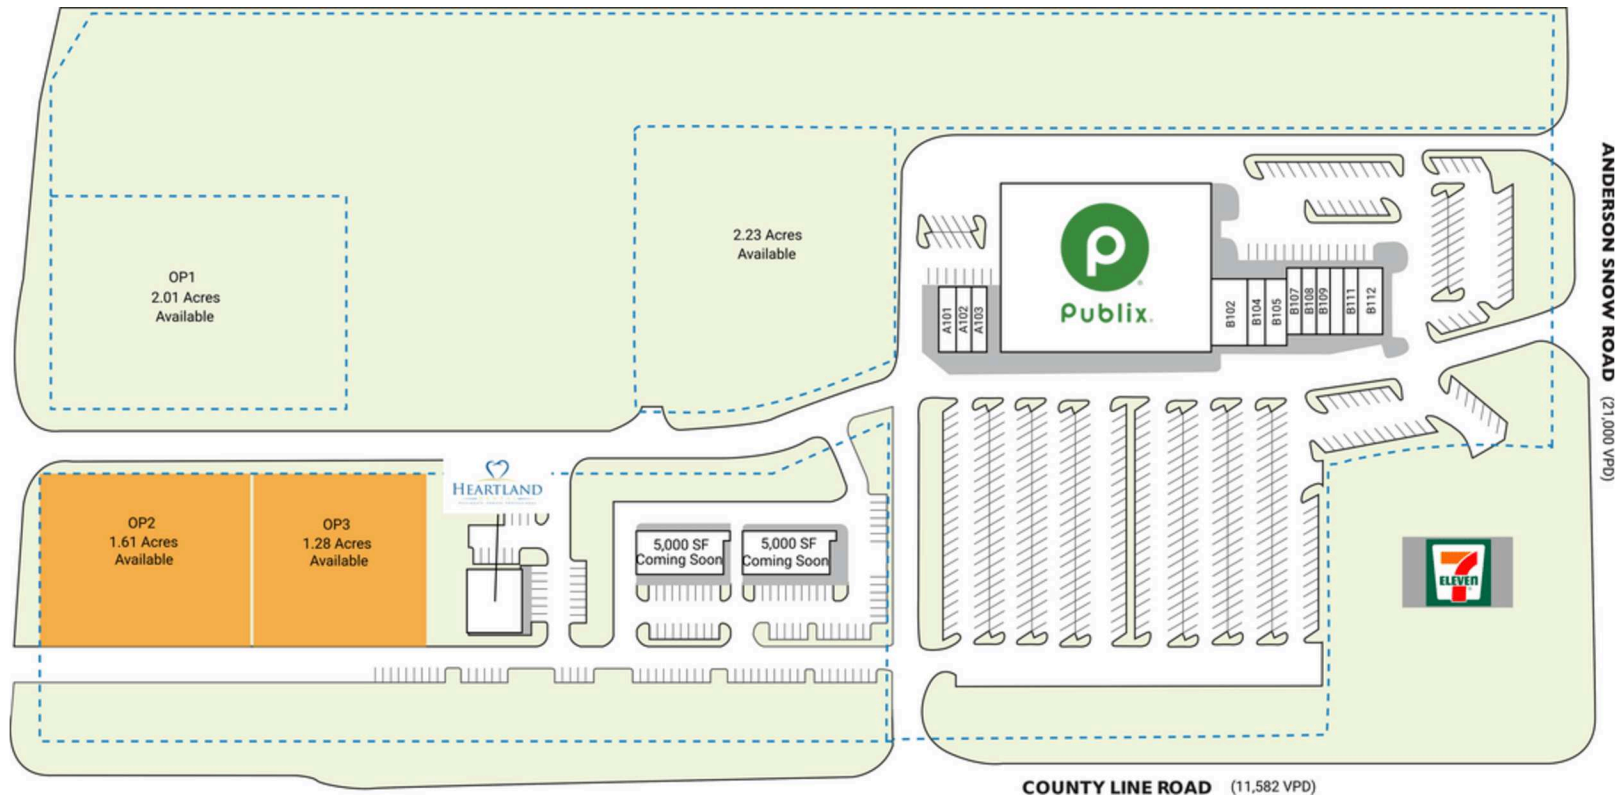 2.23 Acres
Available
OP1
2.01 Acres
Available
Publix
A101
A102
A103
B102
B104
B105
B107
B108
B109
B111
B112
ANDERSON SNOW ROAD (21,000 VPD)
HEARTLAND
OP2
1.61 Acres
Available
OP3
1.28 Acres
Available
5,000 SF
Coming Soon
5,000 SF
Coming Soon
7
ELEVEN
COUNTY LINE ROAD (11,582 VPD)